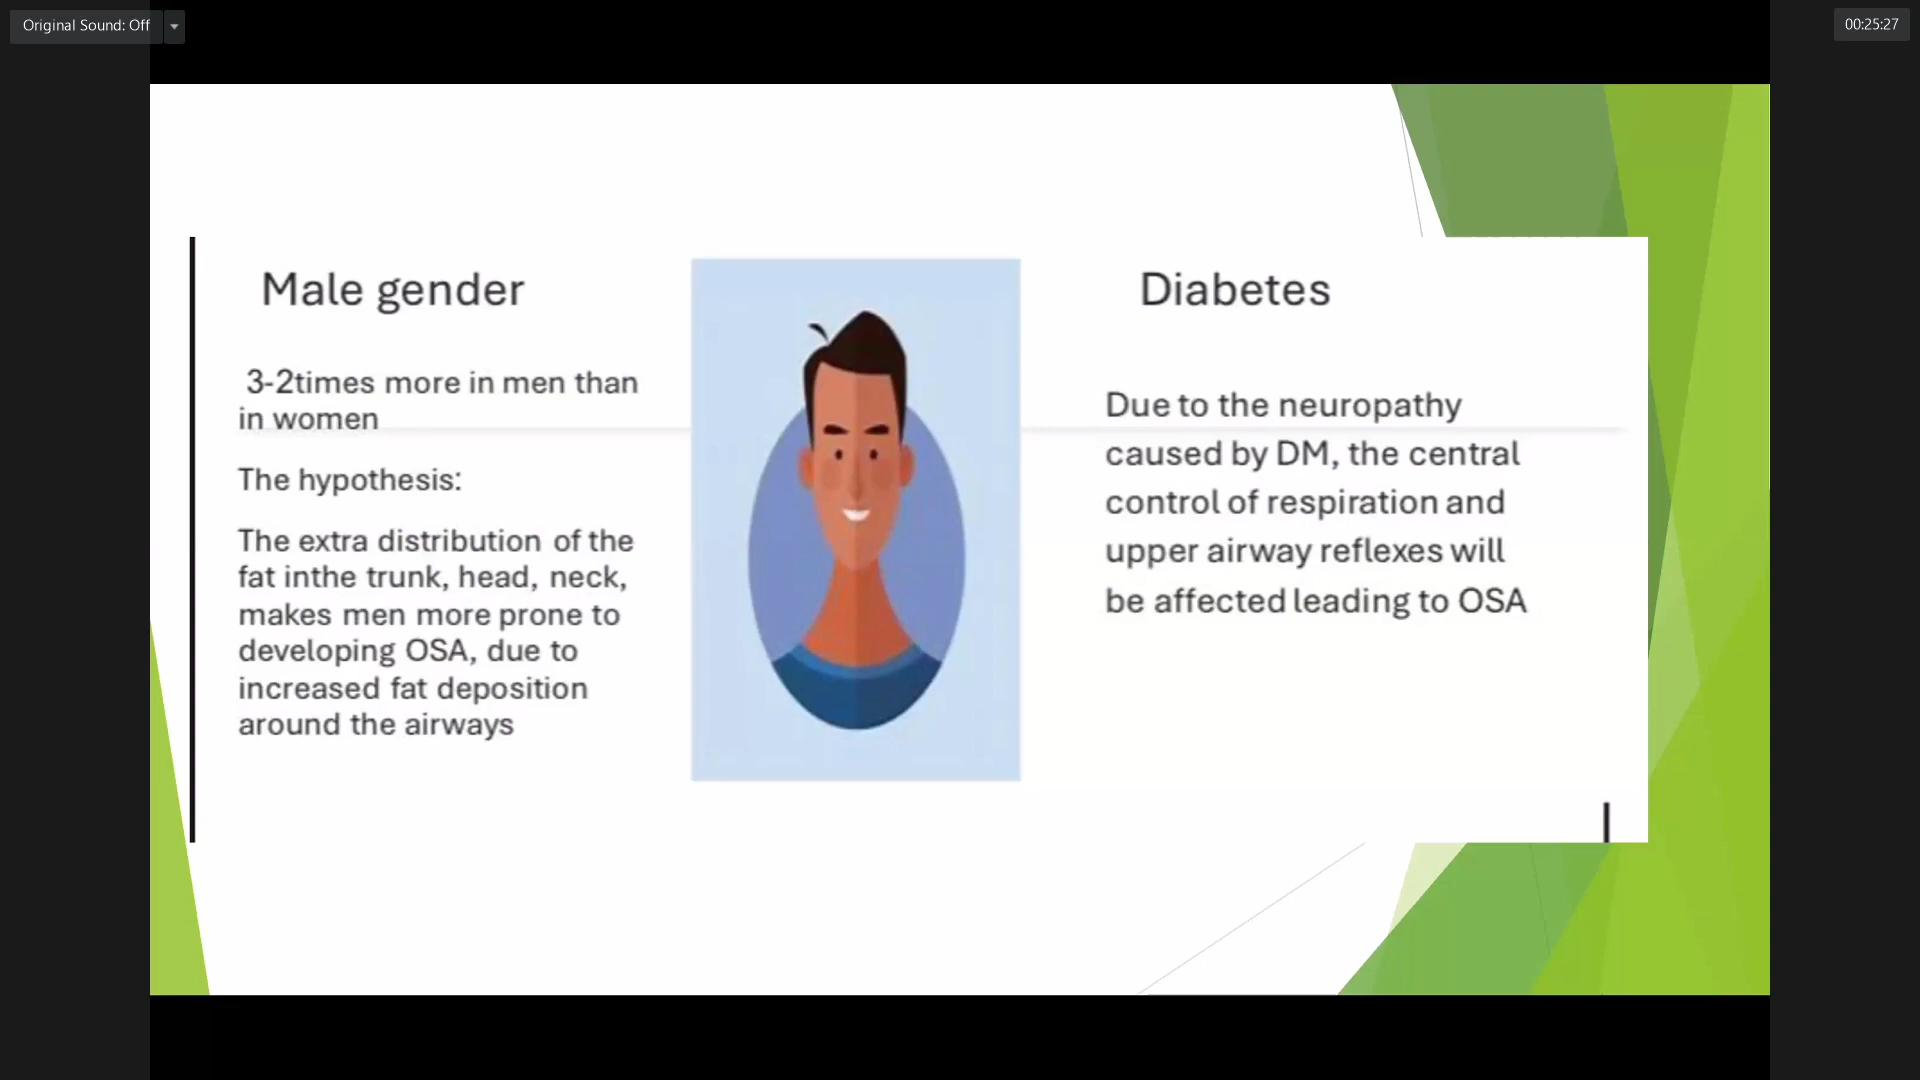 Original Sound: Off
00:25:27
Male gender
3-2times more in men than
in women
The hypothesis:
The extra distribution of the
fat inthe trunk, head, neck,
makes men more prone to
developing OSA, due to
increased fat deposition
around the airways
Diabetes
Due to the neuropathy
caused by DM, the central
control of respiration and
upper airway reflexes will
be affected leading to OSA